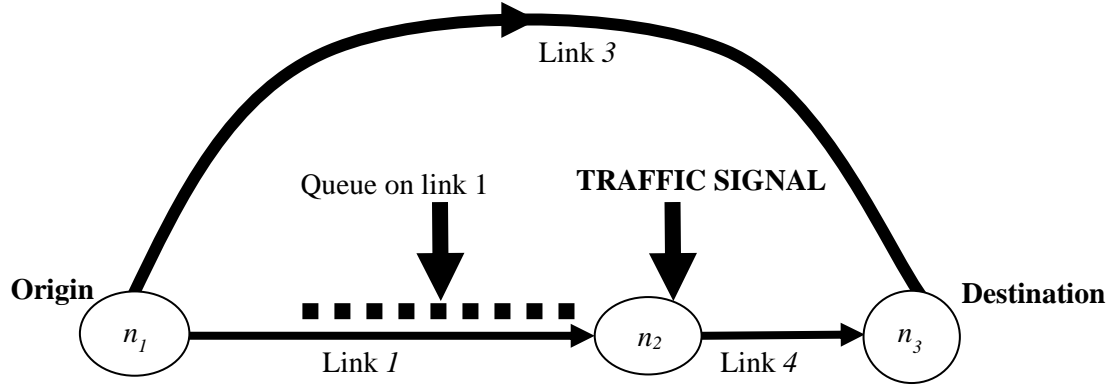 Link 3
Queue on link 1
TRAFFIC SIGNAL
Origin
Destination
n1
n2
n3
Link 1
Link 4